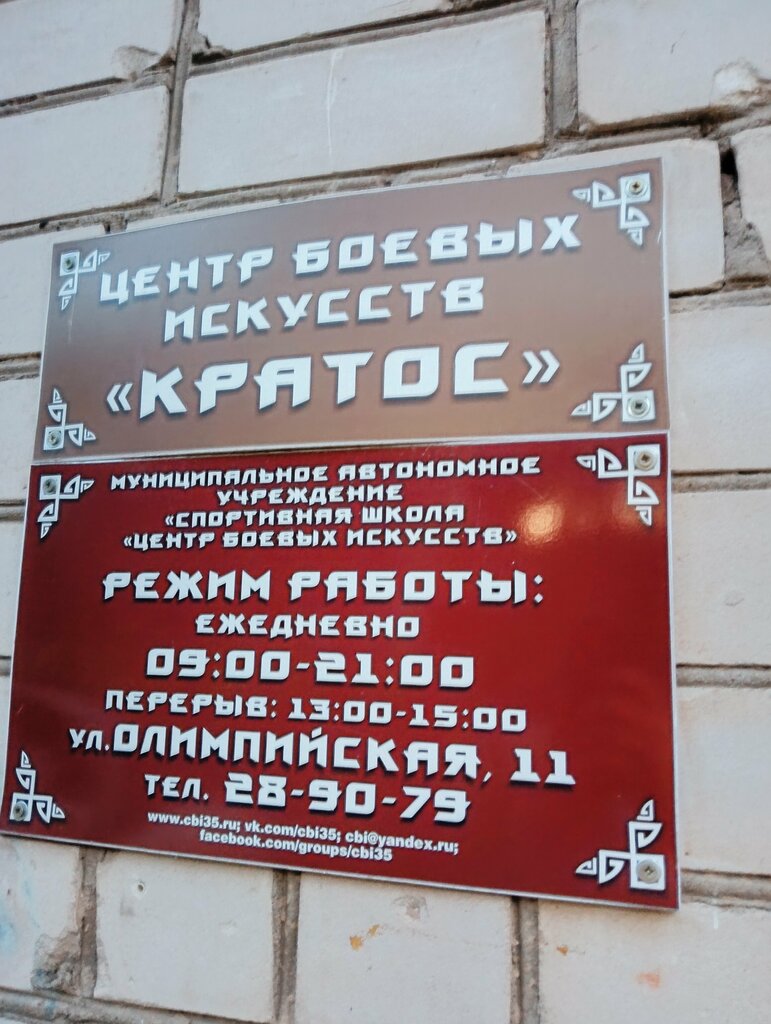 ЦЕНТР БОЕВЫХ
ИСКУССТВ
«КРАТОС»
МУНИЦИПАЛЬНОЕ АВТОНОМНОЕ
УЧРЕЖДЕНИЕ
«СПОРТИВНАЯ ШКОЛА
«ЦЕНТР БОЕВЫХ ИСКУССТВ»
РЕЖИМ РАБОТЫ:
ЕЖЕДНЕВНО
09:00-21:00
ПЕРЕРЫВ: 13:00-15:00
УЛ.ОЛИМПИЙСКАЯ, 11
ТЕЛ. 28-90-79
www.cbi35.ru; vk.com/cbi35; cbi@yandex.ru;
facebook.com/groups/cbi35